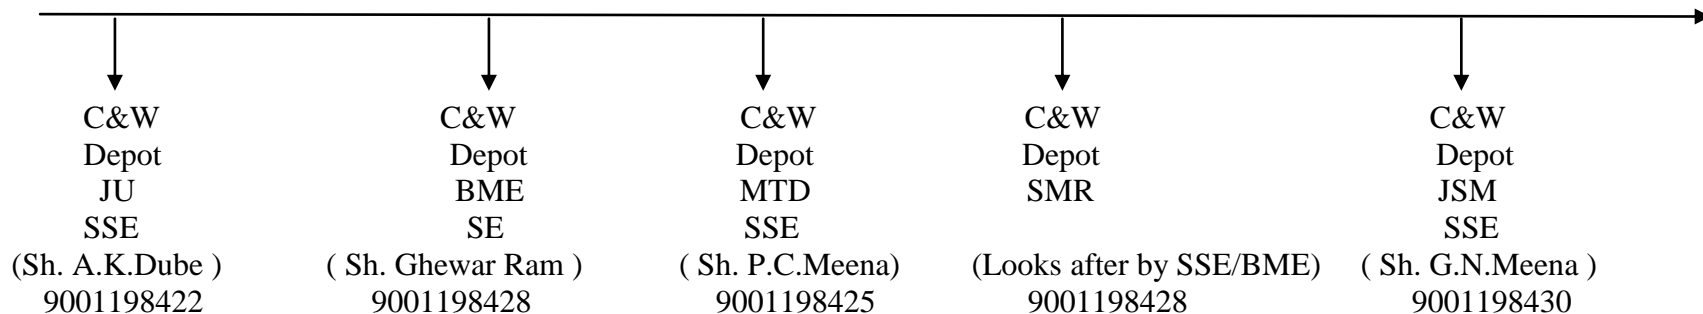 C&W C&W C&W C&W C&W
Depot Depot Depot Depot Depot
JU BME MTD SMR JSM
SSE SE SSE SSE
(Sh. A.K.Dube ) ( Sh. Ghewar Ram ) ( Sh. P.C.Meena) (Looks after by SSE/BME) ( Sh. G.N.Meena )
9001198422 9001198428 9001198425 9001198428 9001198430